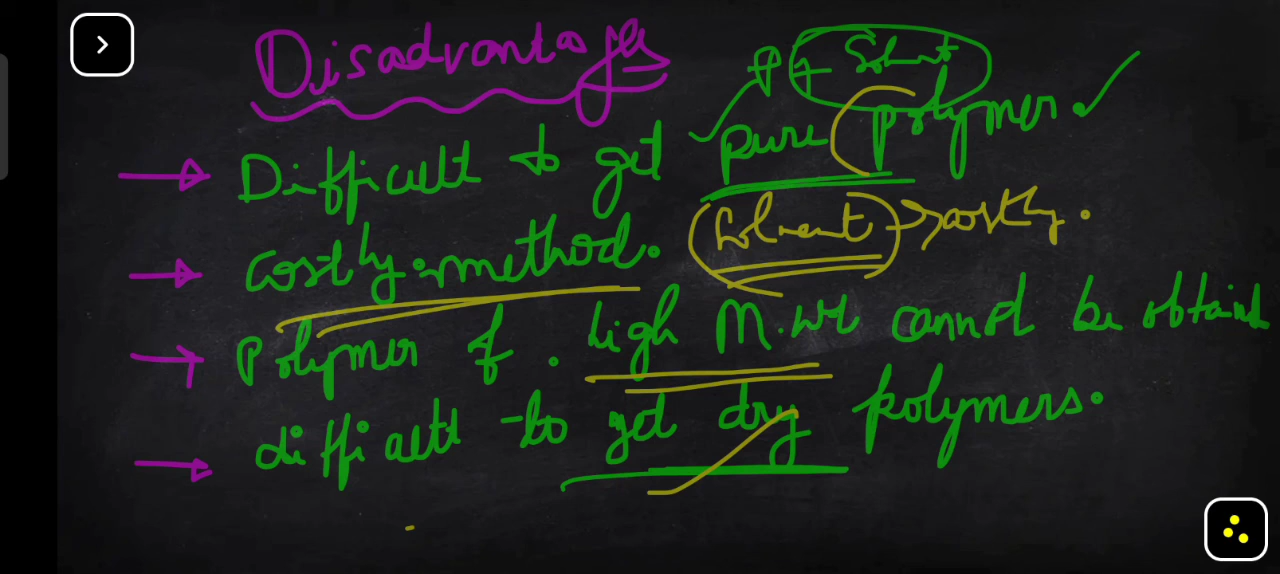 Disadvantages
P + Solvent
→ Difficult to get pure polymer.
→ Costly method. (Solvent) → costly.
→ Polymer of high M.wt cannot be obtained
→ difficult to get dry polymers.